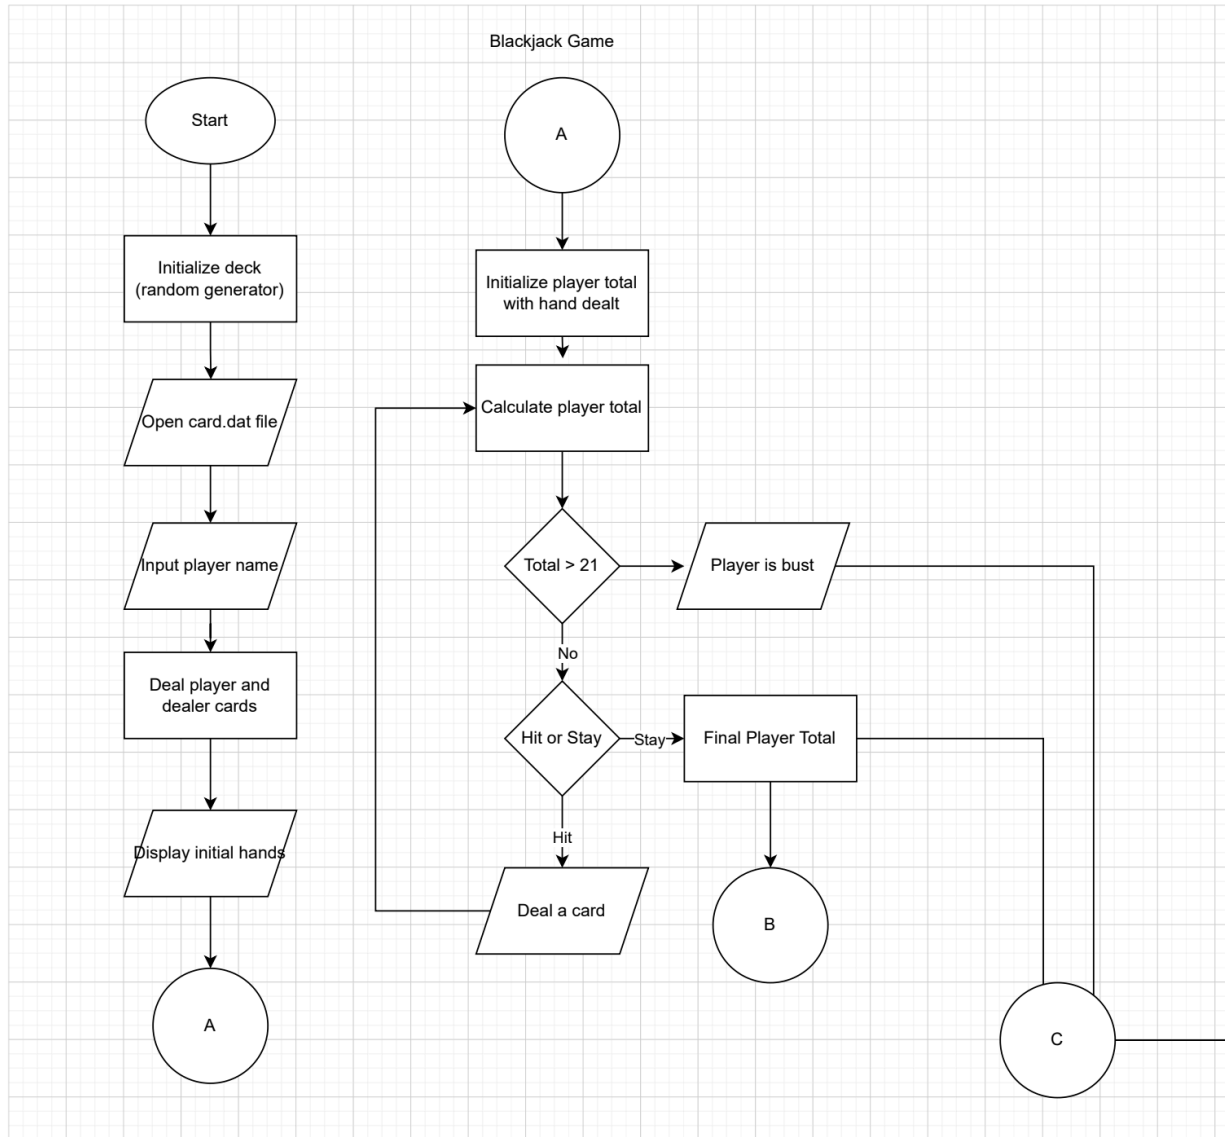 Blackjack Game
Start
Initialize deck
(random generator)
Open card.dat file
Input player name
Deal player and
dealer cards
Display initial hands
A
A
Initialize player total
with hand dealt
Calculate player total
Total > 21
Player is bust
No
Hit or Stay
Stay
Final Player Total
Hit
Deal a card
B
C